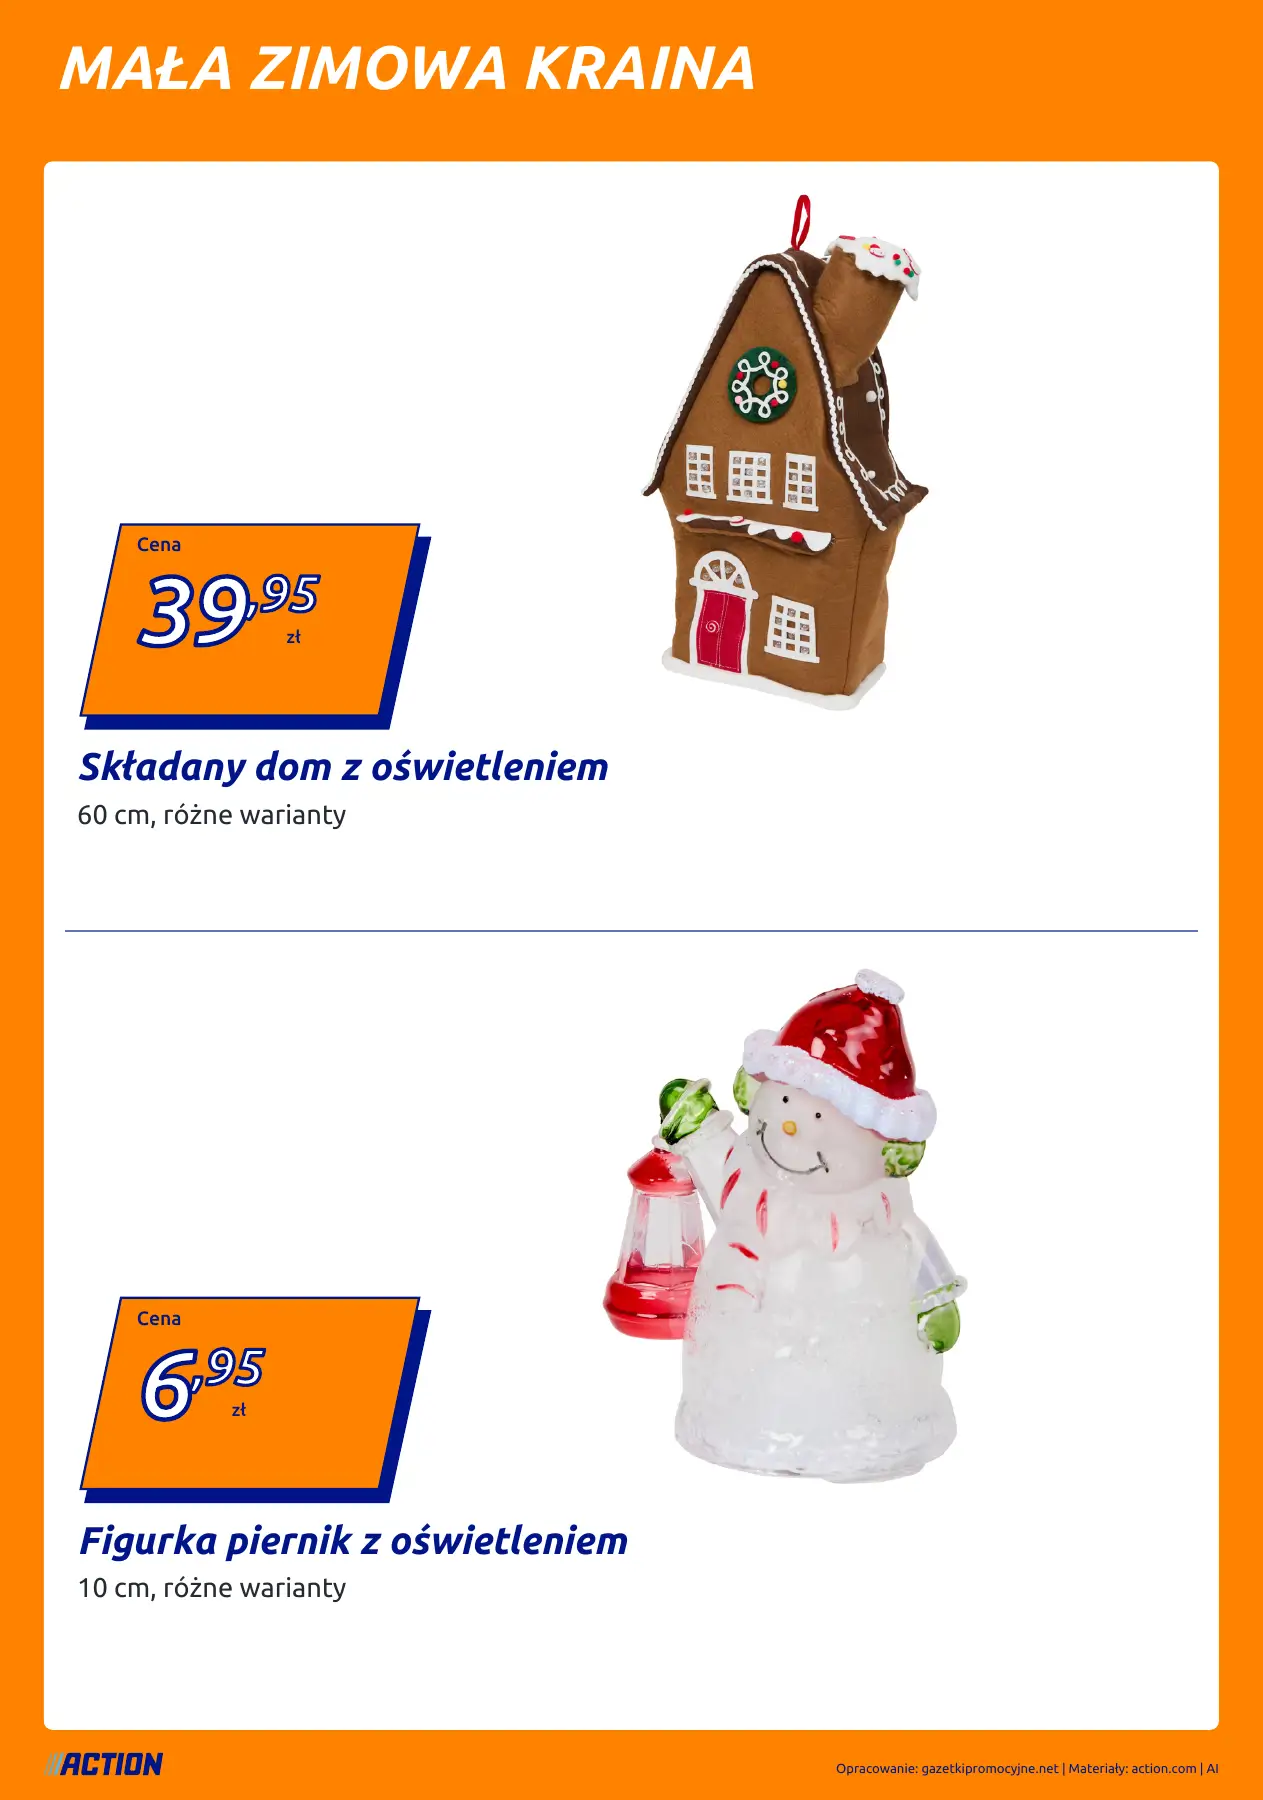 MAŁA ZIMOWA KRAINA
Cena
39,95
zł
Składany dom z oświetleniem
60 cm, różne warianty
Cena
6,95
zł
Figurka piernik z oświetleniem
10 cm, różne warianty
ACTION
Opracowanie: gazetkipromocyjne.net | Materiały: action.com | AI